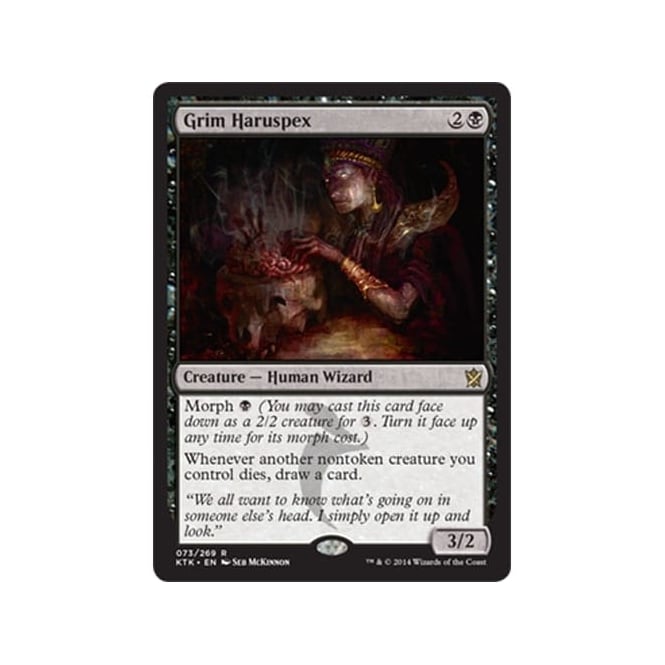 Grim Haruspex 2
Creature — Human Wizard
Morph (You may cast this card face
down as a 2/2 creature for 3. Turn it face up
any time for its morph cost.)
Whenever another nontoken creature you
control dies, draw a card.
“We all want to know what’s going on in
someone else’s head. I simply open it up and
look.”
3/2
073/269 R
KTK • EN Seb McKinnon
™ & © 2014 Wizards of the Coast